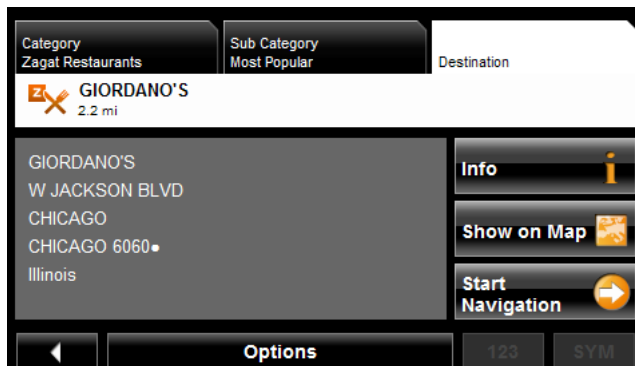 Category
Zagat Restaurants
Sub Category
Most Popular
Destination
GIORDANO'S
2.2 mi
GIORDANO'S
W JACKSON BLVD
CHICAGO
CHICAGO 6060●
Illinois
Info
Show on Map
Start
Navigation
Options
123
SYM